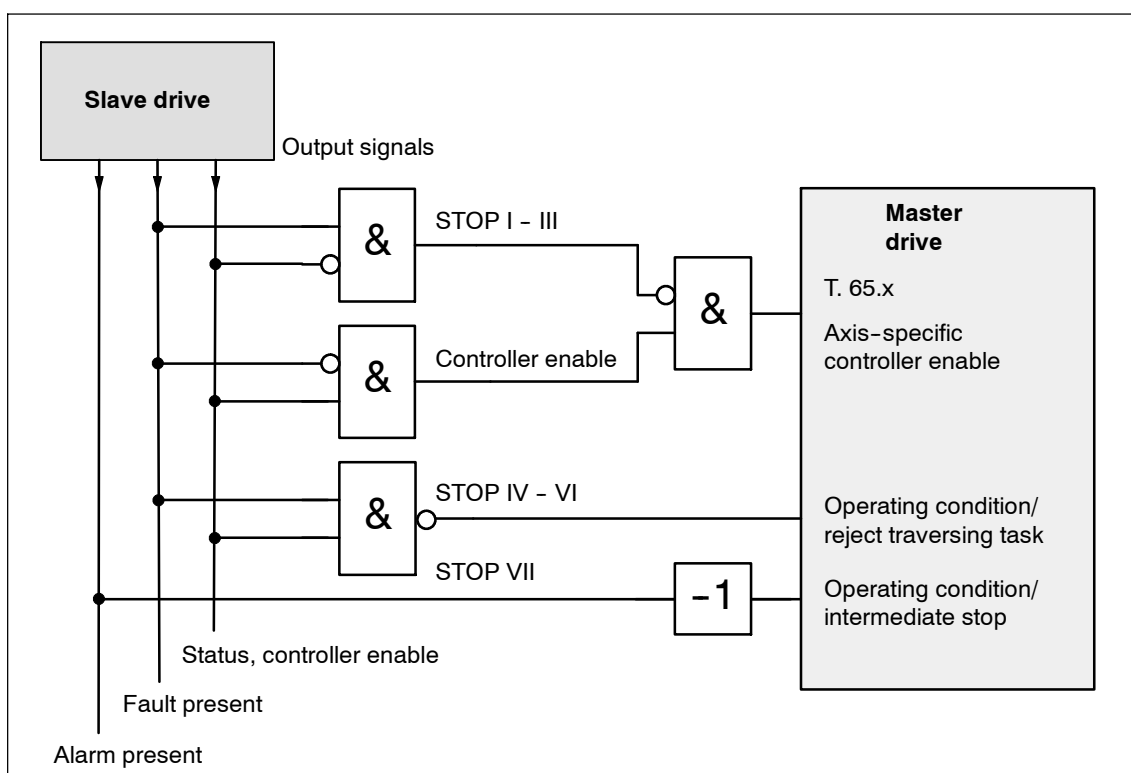 Slave drive
Output signals
&
STOP I - III
&
Controller enable
&
Master
drive
T. 65.x
Axis-specific
controller enable
&
STOP IV - VI
Operating condition/
reject traversing task
STOP VII
-1
Operating condition/
intermediate stop
Status, controller enable
Fault present
Alarm present